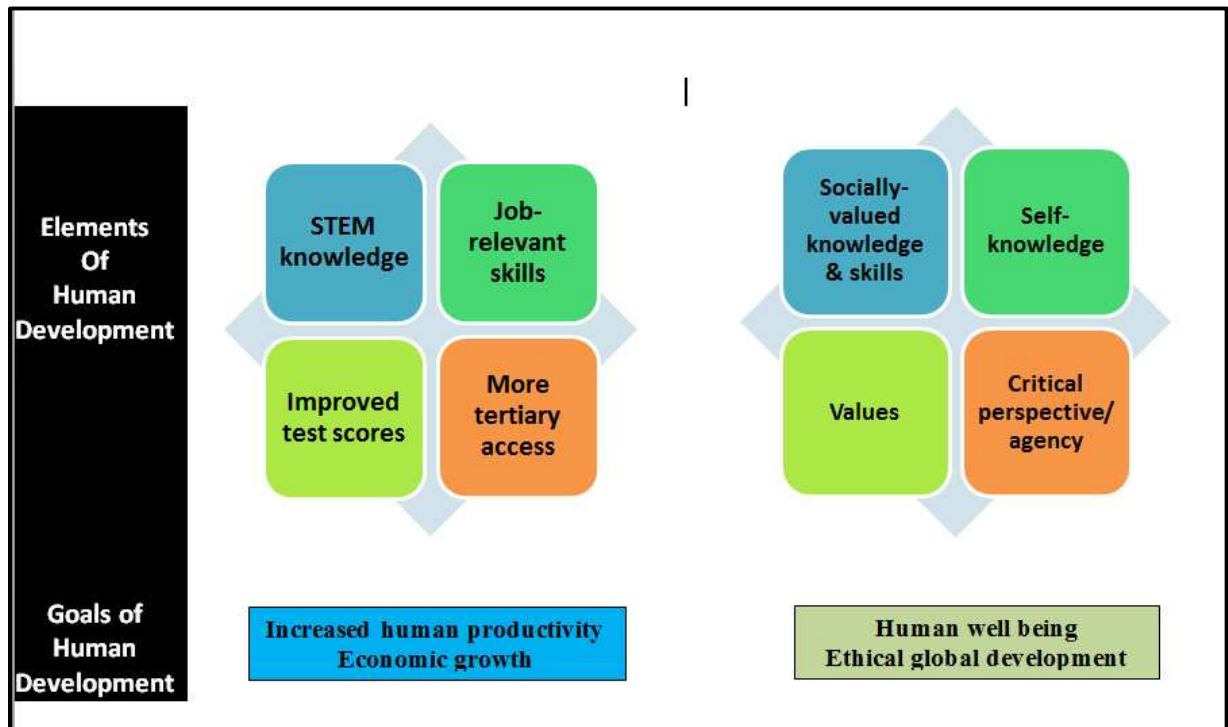 Elements
Of
Human
Development
STEM
knowledge
Job-
relevant
skills
Improved
test scores
More
tertiary
access
Socially-
valued
knowledge
& skills
Self-
knowledge
Values
Critical
perspective/
agency
Goals of
Human
Development
Increased human productivity
Economic growth
Human well being
Ethical global development